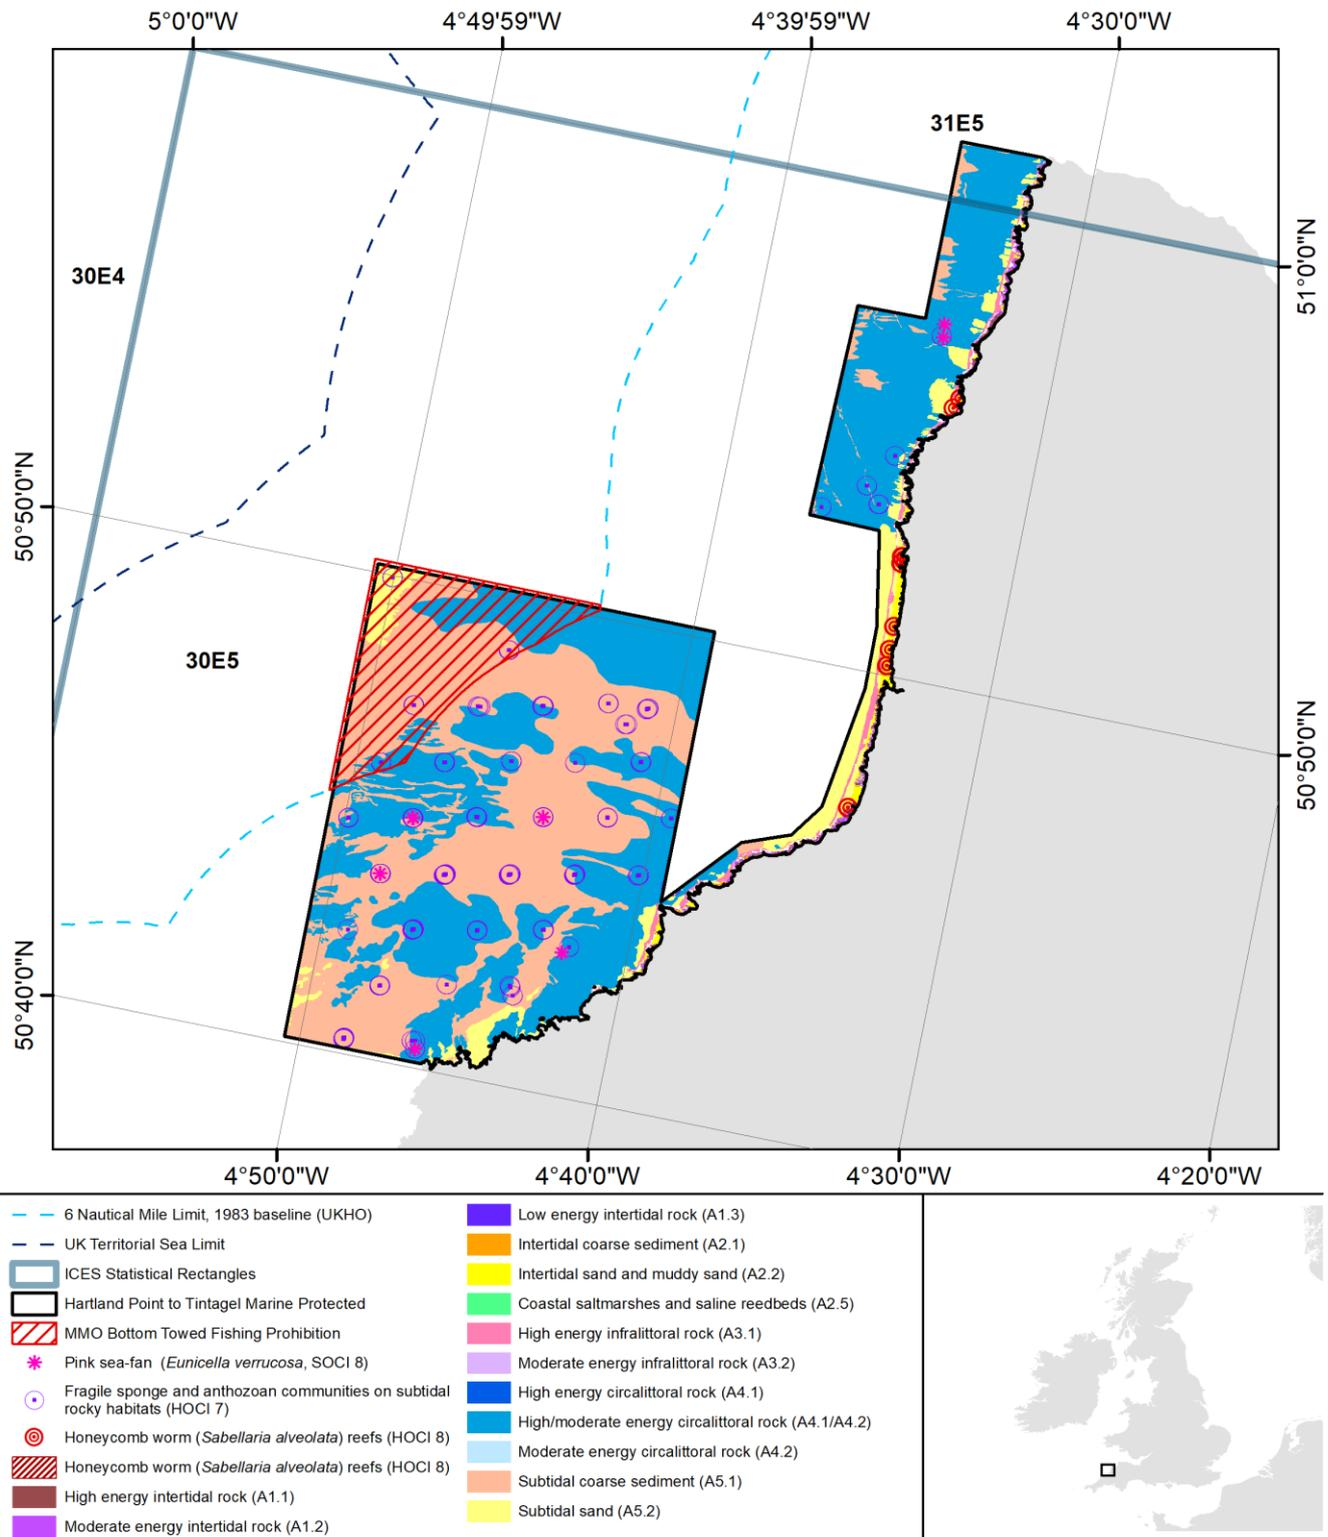 5°0'0"W
4°49'59"W
4°39'59"W
4°30'0"W
31E5
30E4
51°0'0"N
50°50'0"N
30E5
50°50'0"N
50°40'0"N
4°50'0"W
4°40'0"W
4°30'0"W
4°20'0"W
6 Nautical Mile Limit, 1983 baseline (UKHO)
UK Territorial Sea Limit
ICES Statistical Rectangles
Hartland Point to Tintagel Marine Protected
MMO Bottom Towed Fishing Prohibition
Pink sea-fan (Eunicella verrucosa, SOCI 8)
Fragile sponge and anthozoan communities on subtidal
rocky habitats (HOCI 7)
Honeycomb worm (Sabellaria alveolata) reefs (HOCI 8)
Honeycomb worm (Sabellaria alveolata) reefs (HOCI 8)
High energy intertidal rock (A1.1)
Moderate energy intertidal rock (A1.2)
Low energy intertidal rock (A1.3)
Intertidal coarse sediment (A2.1)
Intertidal sand and muddy sand (A2.2)
Coastal saltmarshes and saline reedbeds (A2.5)
High energy infralittoral rock (A3.1)
Moderate energy infralittoral rock (A3.2)
High energy circalittoral rock (A4.1)
High/moderate energy circalittoral rock (A4.1/A4.2)
Moderate energy circalittoral rock (A4.2)
Subtidal coarse sediment (A5.1)
Subtidal sand (A5.2)